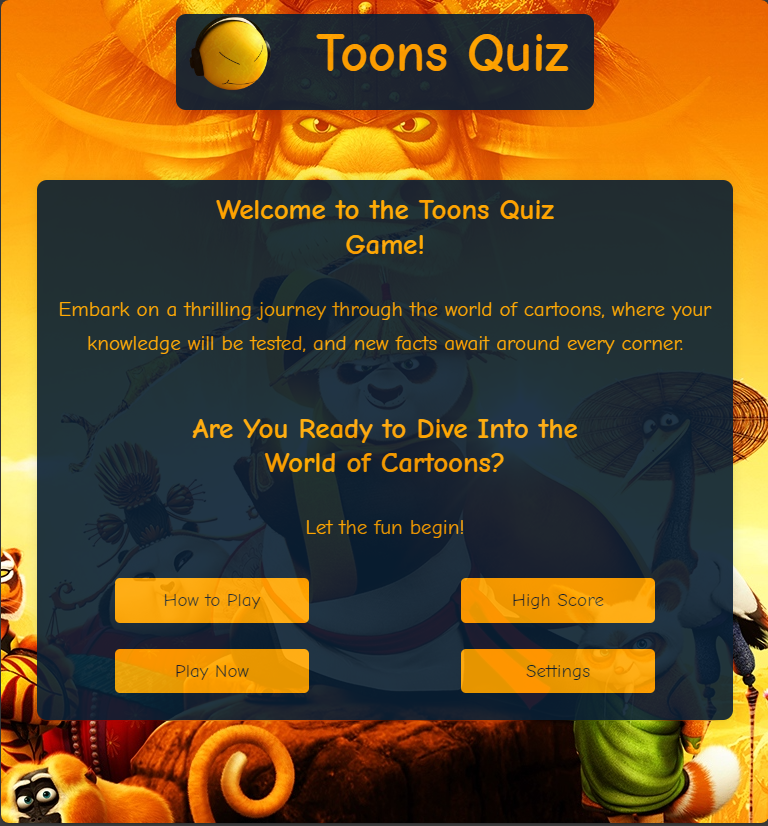 Toons Quiz
Welcome to the Toons Quiz
Game!
Embark on a thrilling journey through the world of cartoons, where your
knowledge will be tested, and new facts await around every corner.
Are You Ready to Dive Into the
World of Cartoons?
Let the fun begin!
How to Play
High Score
Play Now
Settings